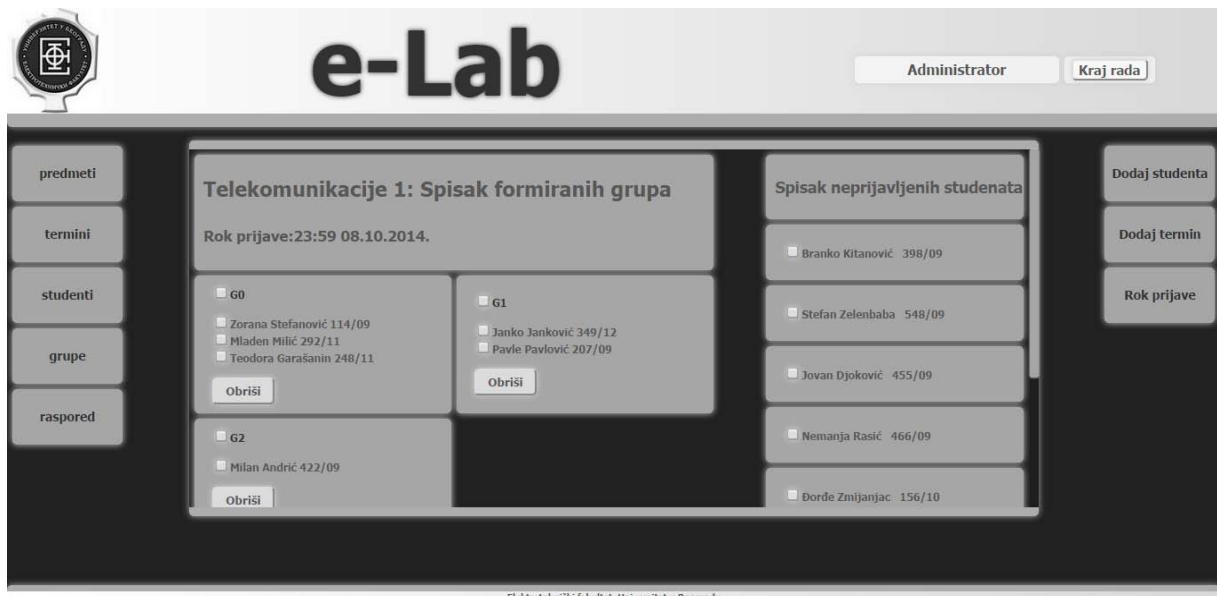 e-Lab
Administrator
Kraj rada
predmeti
termini
studenti
grupe
raspored
Telekomunikacije 1: Spisak formiranih grupa
Rok prijave:23:59 08.10.2014.
G0
Zorana Stefanović 114/09
Mladen Milić 292/11
Teodora Garašanin 248/11
Obriši
G1
Janko Janković 349/12
Pavle Pavlović 207/09
Obriši
G2
Milan Andrić 422/09
Obriši
Spisak neprijavljenih studenata
Branko Kitanović 398/09
Stefan Zelenbaba 548/09
Jovan Djoković 455/09
Nemanja Rasić 466/09
Đorđe Zmijanjac 156/10
Dodaj studenta
Dodaj termin
Rok prijave